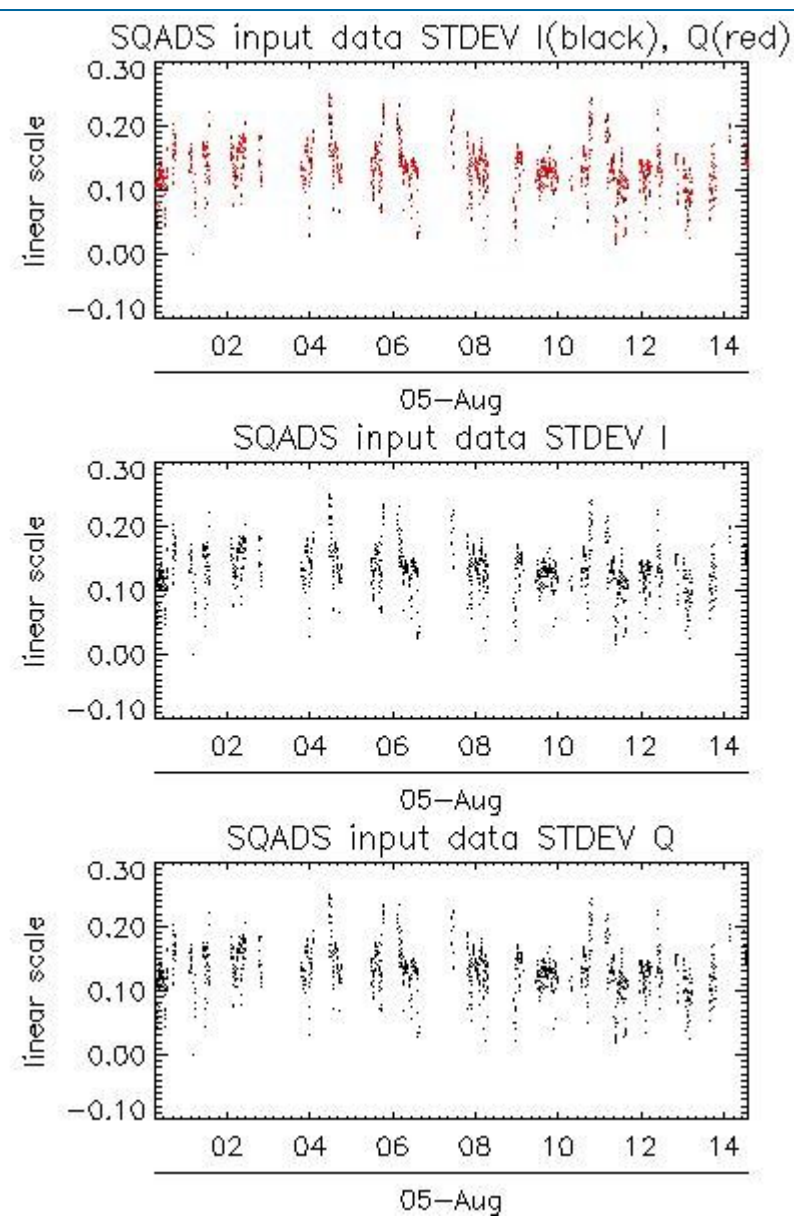 SQADS input data STDEV I(black), Q(red)
0.30
0.20
0.10
0.00
−0.10
linear scale
02 04 06 08 10 12 14
05−Aug
SQADS input data STDEV I
0.30
0.20
0.10
0.00
−0.10
linear scale
02 04 06 08 10 12 14
05−Aug
SQADS input data STDEV Q
0.30
0.20
0.10
0.00
−0.10
linear scale
02 04 06 08 10 12 14
05−Aug